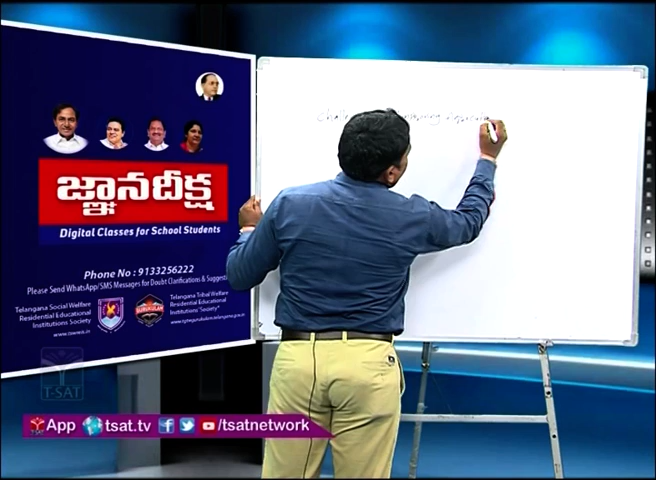 జ్ఞానదీక్ష
Digital Classes for School Students
Phone No : 9133256222
Please Send WhatsApp/SMS Messages for Doubt Clarifications &
Telangana Social Welfare
Residential Educational
Institutions Society
Telangana Tribal Welfare
Residential Educational
Institutions Society"
GURUKULAM
T-SAT
App tsat.tv /tsatnetwork